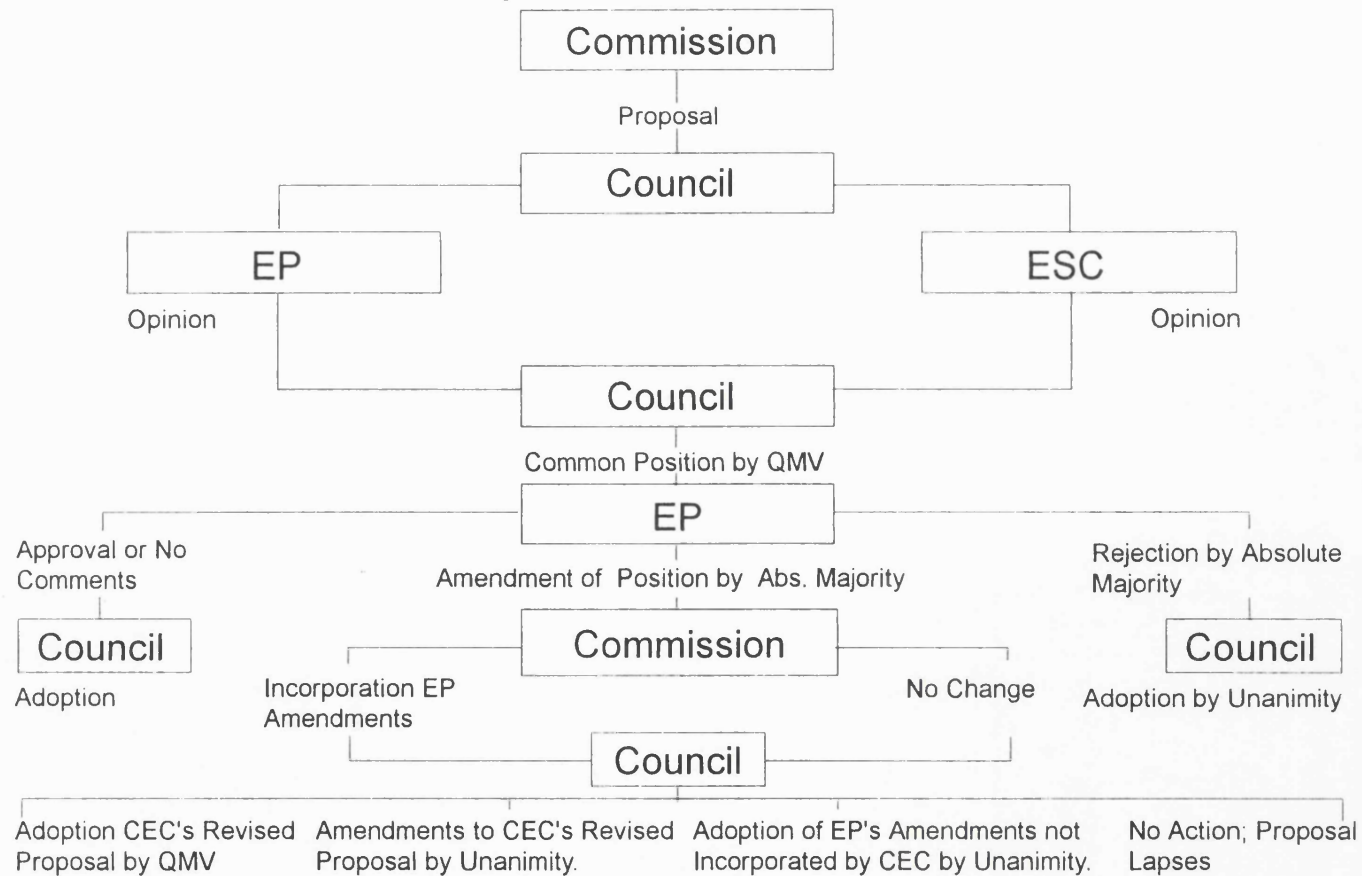 Commission
Proposal
Council
EP
ESC
Opinion
Opinion
Council
Common Position by QMV
EP
Approval or No
Comments
Amendment of Position by Abs. Majority
Rejection by Absolute
Majority
Council
Commission
Council
Adoption
Incorporation EP
Amendments
No Change
Adoption by Unanimity
Council
Adoption CEC's Revised
Proposal by QMV
Amendments to CEC's Revised
Proposal by Unanimity.
Adoption of EP's Amendments not
Incorporated by CEC by Unanimity.
No Action; Proposal
Lapses